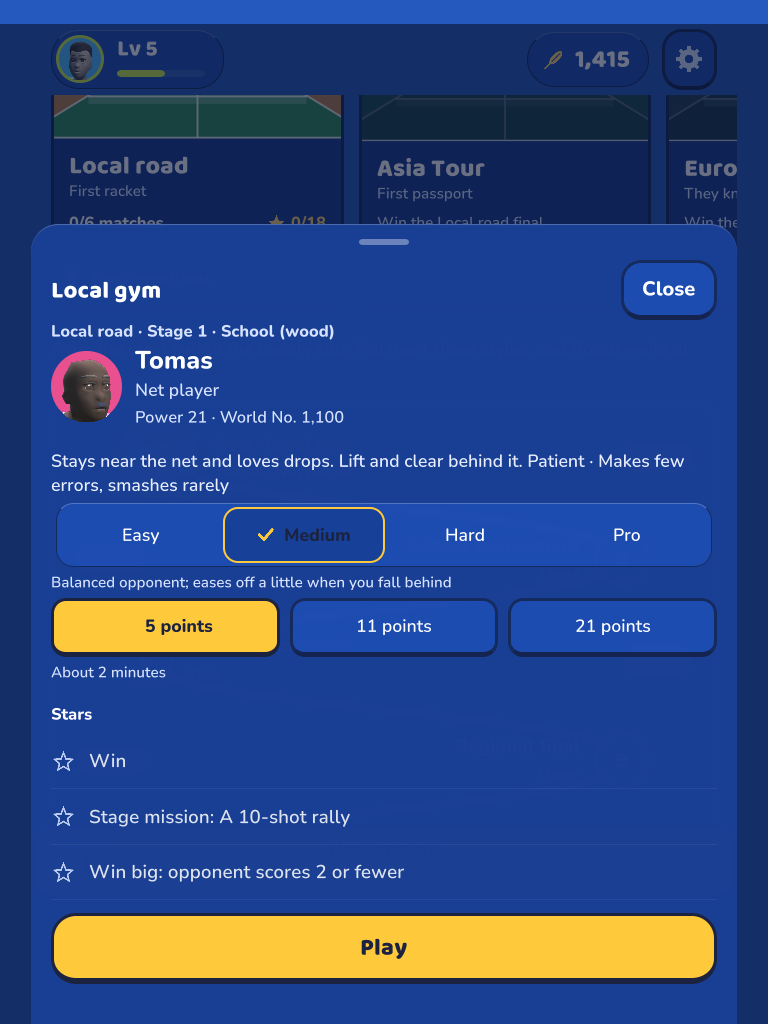 Lv 5
1,415
Local road
Asia Tour
Euro
First racket
First passport
They kn
0/6 matches
0/18
Win the Local road final
Win the
Local gym
Close
Local road · Stage 1 · School (wood)
Tomas
Net player
Power 21 · World No. 1,100
Stays near the net and loves drops. Lift and clear behind it. Patient · Makes few
errors, smashes rarely
Easy
Medium
Hard
Pro
Balanced opponent; eases off a little when you fall behind
5 points
11 points
21 points
About 2 minutes
Stars
Win
Stage mission: A 10-shot rally
Win big: opponent scores 2 or fewer
Play